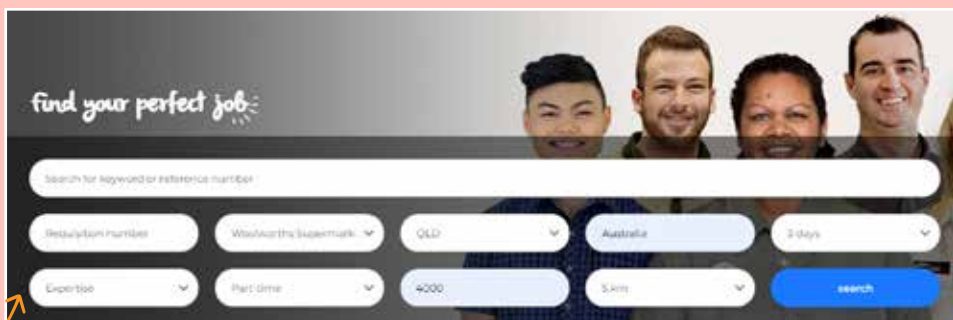 find your perfect job
Search for keyword or reference number
Requisition number Woolworths Supermark QLD Australia 3 days
Expertise Part time 4000 5 km search